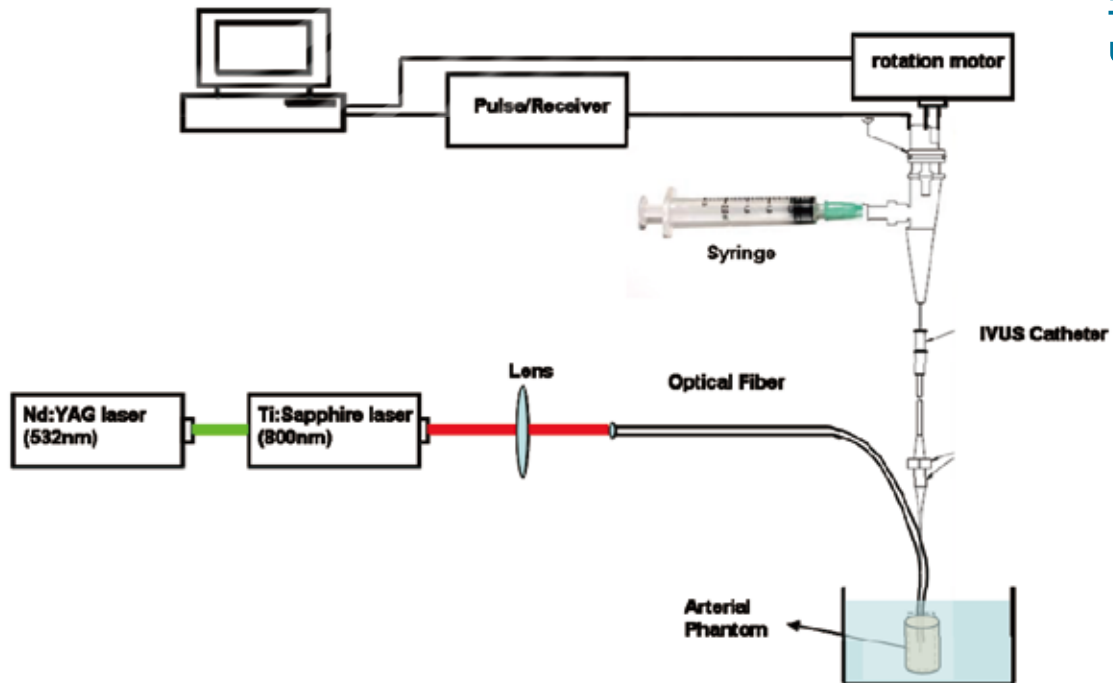 rotation motor
Pulse/Receiver
Syringe
IVUS Catheter
Lens
Optical Fiber
Nd:YAG laser
(532nm)
Ti:Sapphire laser
(800nm)
Arterial
Phantom